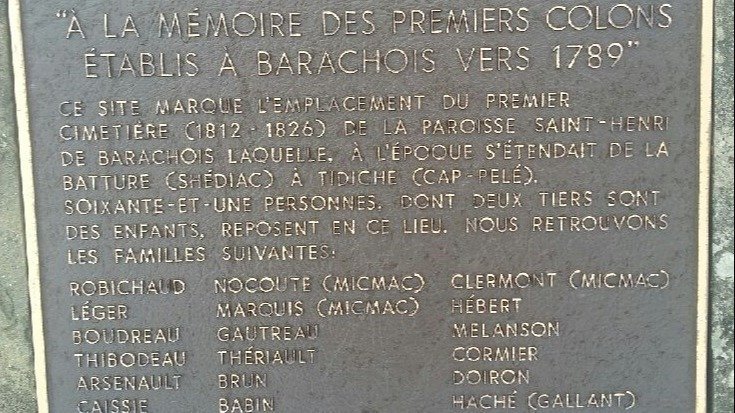 "À LA MÉMOIRE DES PREMIERS COLONS
ÉTABLIS À BARACHOIS VERS 1789"
CE SITE MARQUE L'EMPLACEMENT DU PREMIER
CIMETIÈRE (1812-1826) DE LA PAROISSE SAINT-HENRI
DE BARACHOIS LAQUELLE, À L'ÉPOQUE S'ÉTENDAIT DE LA
BATTURE (SHÉDIAC) À TIDICHE (CAP-PELÉ).
SOIXANTE-ET-UNE PERSONNES, DONT DEUX TIERS SONT
DES ENFANTS, REPOSENT EN CE LIEU. NOUS RETROUVONS
LES FAMILLES SUIVANTES:
ROBICHAUD NOCOUTE (MICMAC) CLERMONT (MICMAC)
LÉGER MARQUIS (MICMAC) HÉBERT
BOUDREAU GAUTREAU MELANSON
THIBODEAU THÉRIAULT CORMIER
ARSENAULT BRUN DOIRON
CAISSIE BABIN HACHÉ (GALLANT)